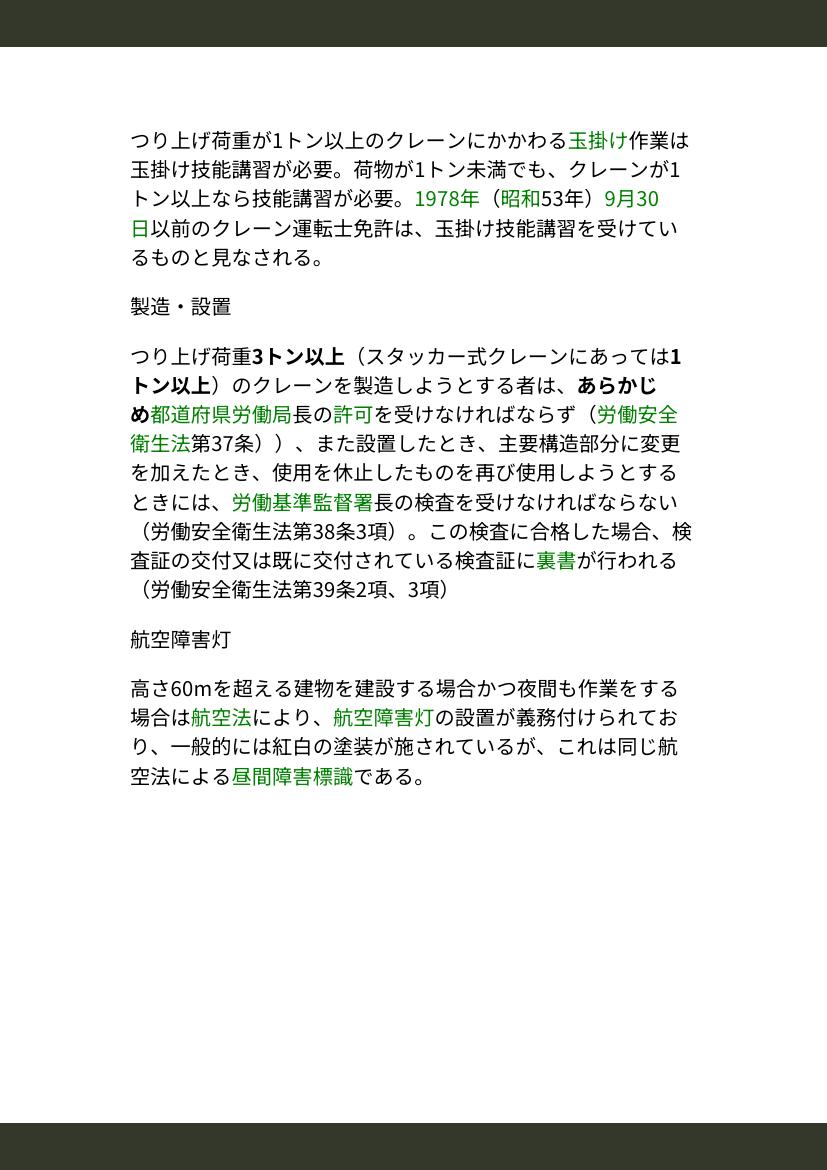 つり上げ荷重が1トン以上のクレーンにかかわる玉掛け作業は
玉掛け技能講習が必要。荷物が1トン未満でも、クレーンが1
トン以上なら技能講習が必要。1978年（昭和53年）9月30
日以前のクレーン運転士免許は、玉掛け技能講習を受けてい
るものと見なされる。
製造・設置
つり上げ荷重3トン以上（スタッカー式クレーンにあっては1
トン以上）のクレーンを製造しようとする者は、あらかじ
め都道府県労働局長の許可を受けなければならず（労働安全
衛生法第37条））、また設置したとき、主要構造部分に変更
を加えたとき、使用を休止したものを再び使用しようとする
ときには、労働基準監督署長の検査を受けなければならない
（労働安全衛生法第38条3項）。この検査に合格した場合、検
査証の交付又は既に交付されている検査証に裏書が行われる
（労働安全衛生法第39条2項、3項）
航空障害灯
高さ60mを超える建物を建設する場合かつ夜間も作業をする
場合は航空法により、航空障害灯の設置が義務付けられてお
り、一般的には紅白の塗装が施されているが、これは同じ航
空法による昼間障害標識である。